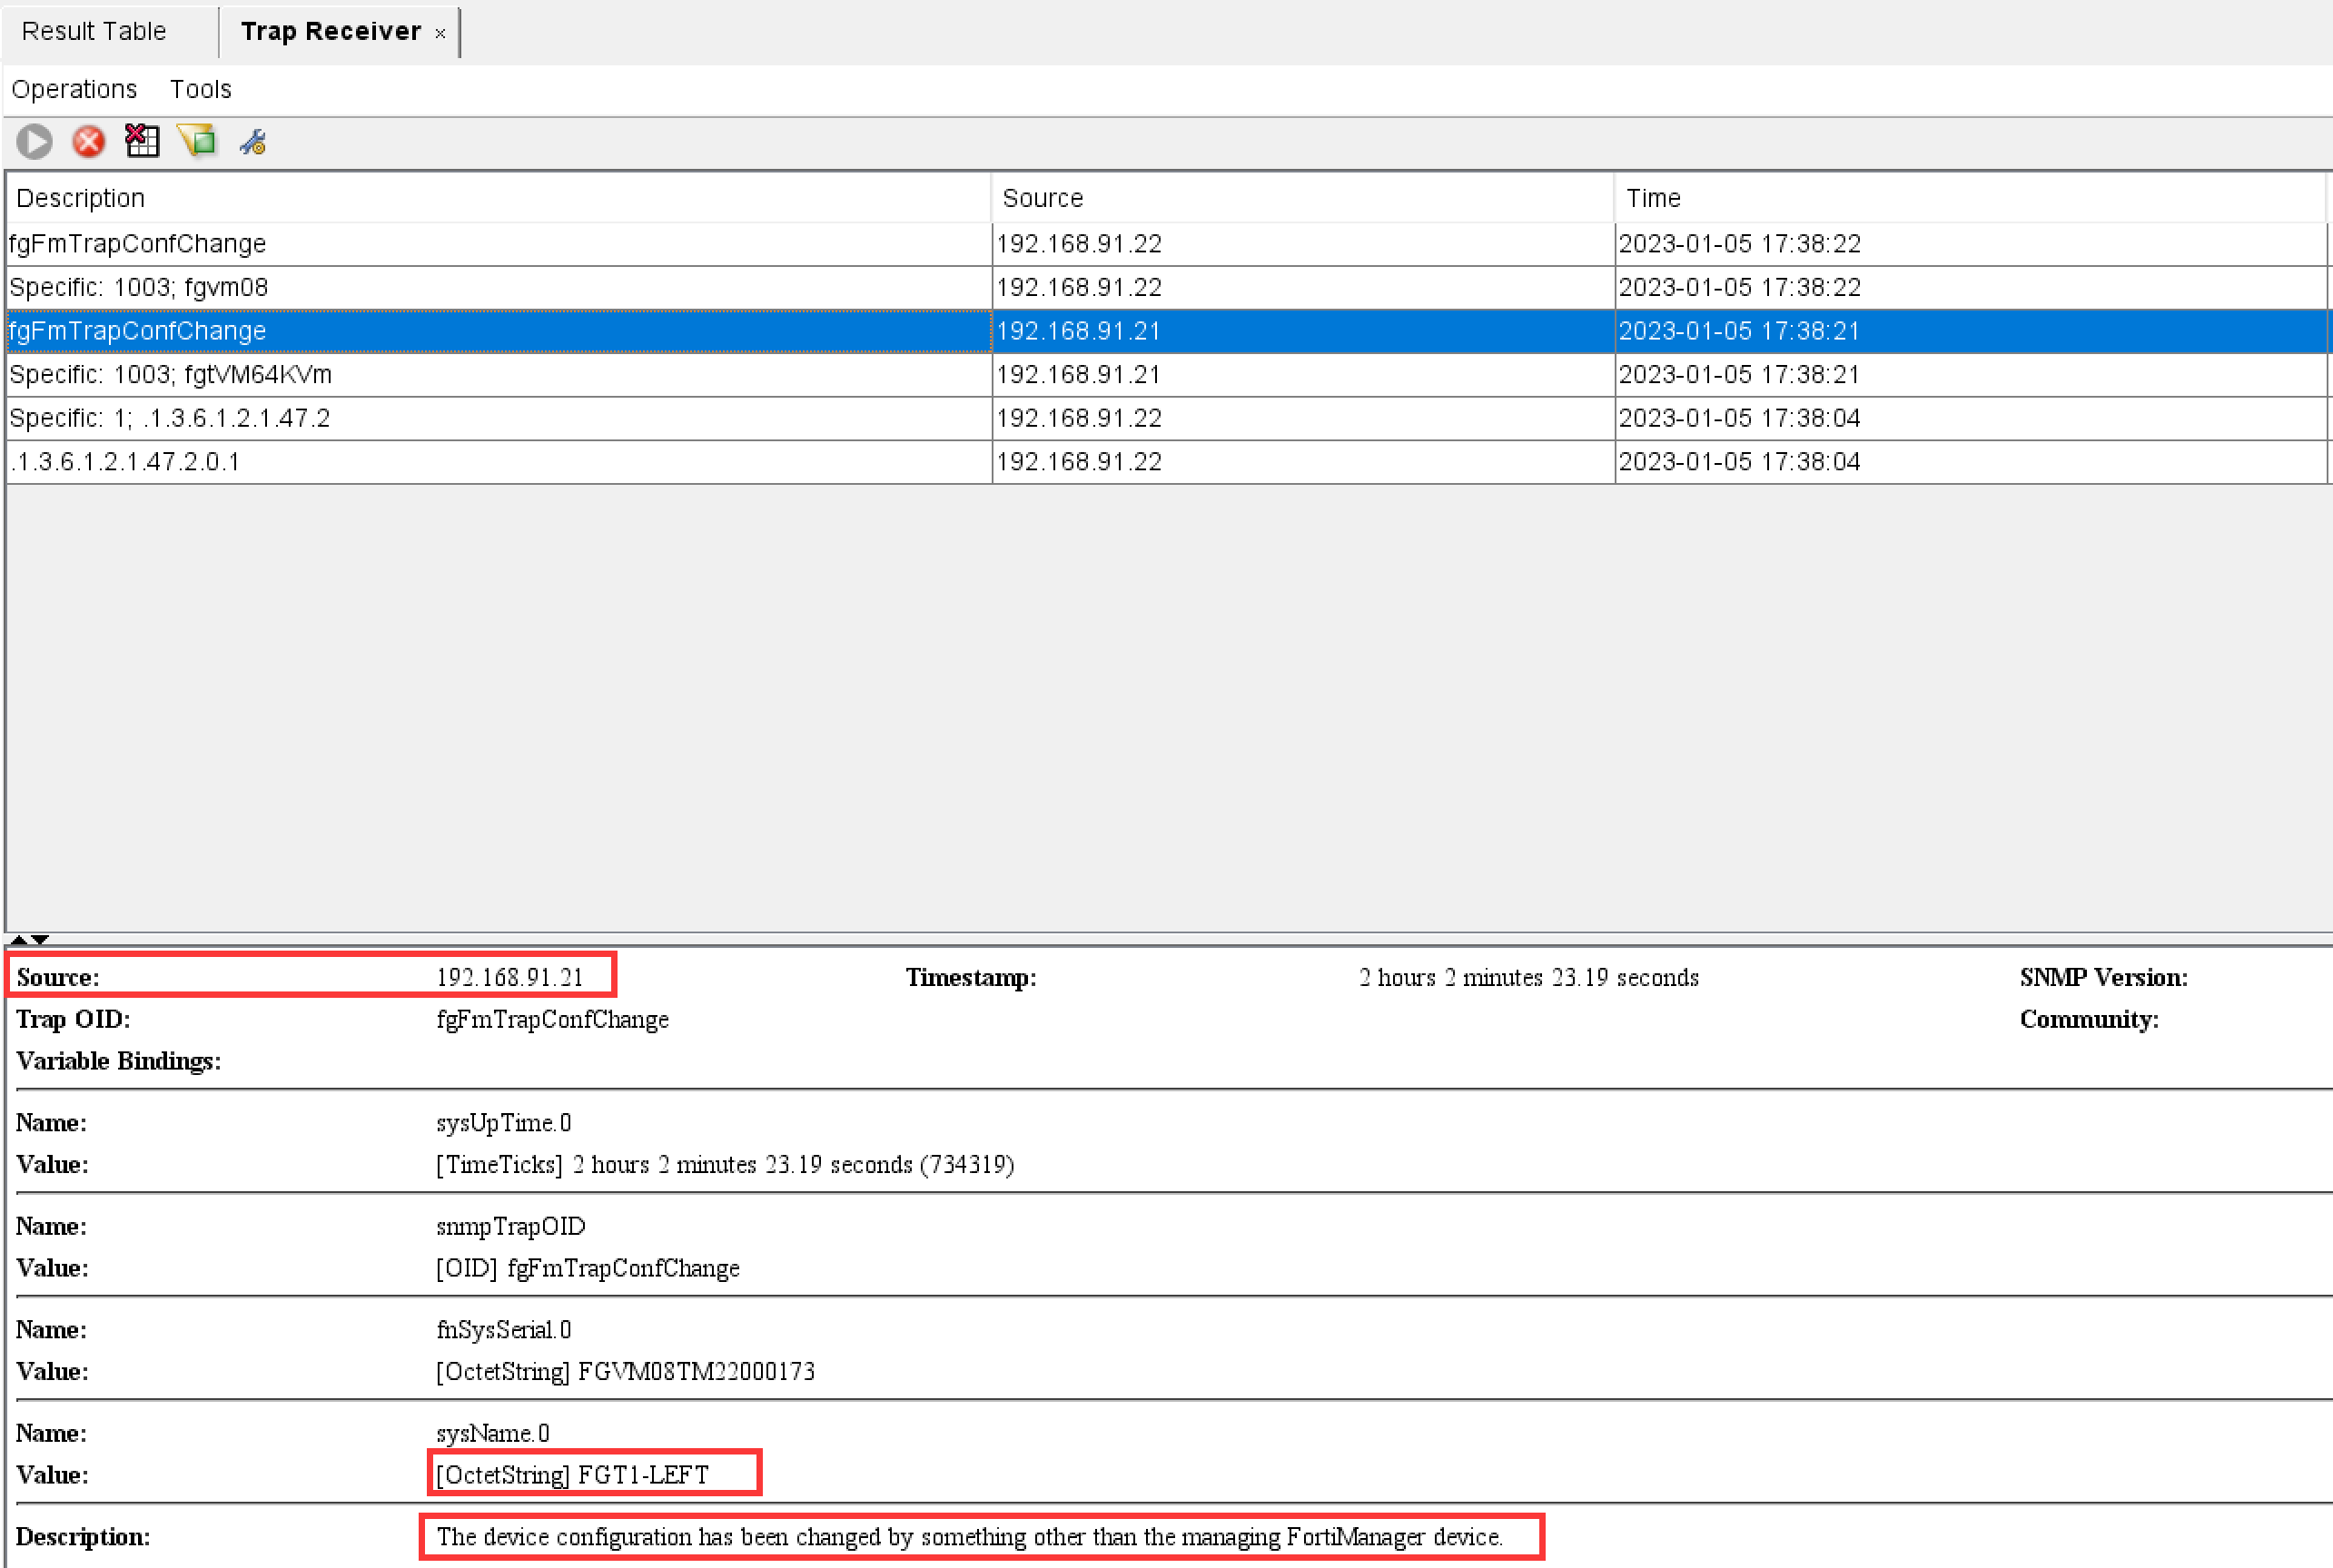 Result Table Trap Receiver ×
Operations Tools
Description Source Time
fgFmTrapConfChange 192.168.91.22 2023-01-05 17:38:22
Specific: 1003; fgvm08 192.168.91.22 2023-01-05 17:38:22
fgFmTrapConfChange 192.168.91.21 2023-01-05 17:38:21
Specific: 1003; fgtVM64KVm 192.168.91.21 2023-01-05 17:38:21
Specific: 1; .1.3.6.1.2.1.47.2 192.168.91.22 2023-01-05 17:38:04
.1.3.6.1.2.1.47.2.0.1 192.168.91.22 2023-01-05 17:38:04
Source: 192.168.91.21 Timestamp: 2 hours 2 minutes 23.19 seconds SNMP Version:
Trap OID: fgFmTrapConfChange Community:
Variable Bindings:
Name: sysUpTime.0
Value: [TimeTicks] 2 hours 2 minutes 23.19 seconds (734319)
Name: snmpTrapOID
Value: [OID] fgFmTrapConfChange
Name: fnSysSerial.0
Value: [OctetString] FGVM08TM22000173
Name: sysName.0
Value: [OctetString] FGT1-LEFT
Description: The device configuration has been changed by something other than the managing FortiManager device.